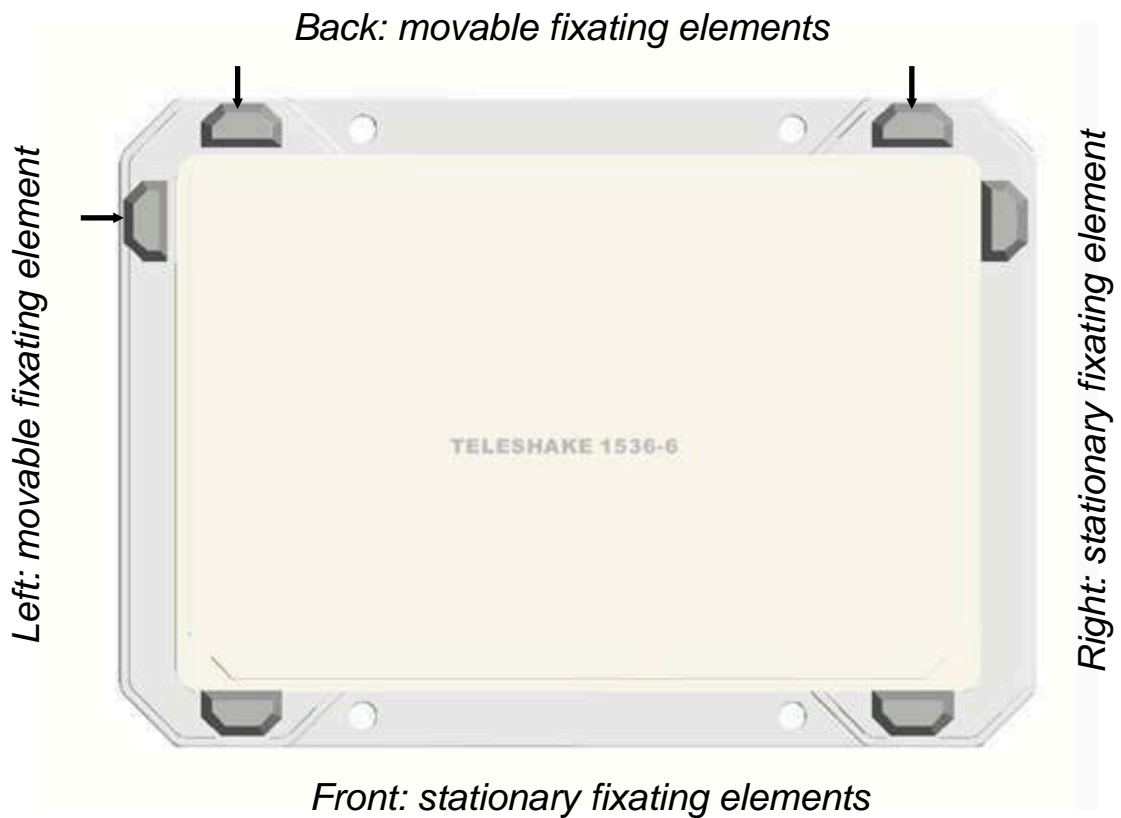 Back: movable fixating elements
Left: movable fixating element
Right: stationary fixating element
TELESHAKE 1536-6
Front: stationary fixating elements